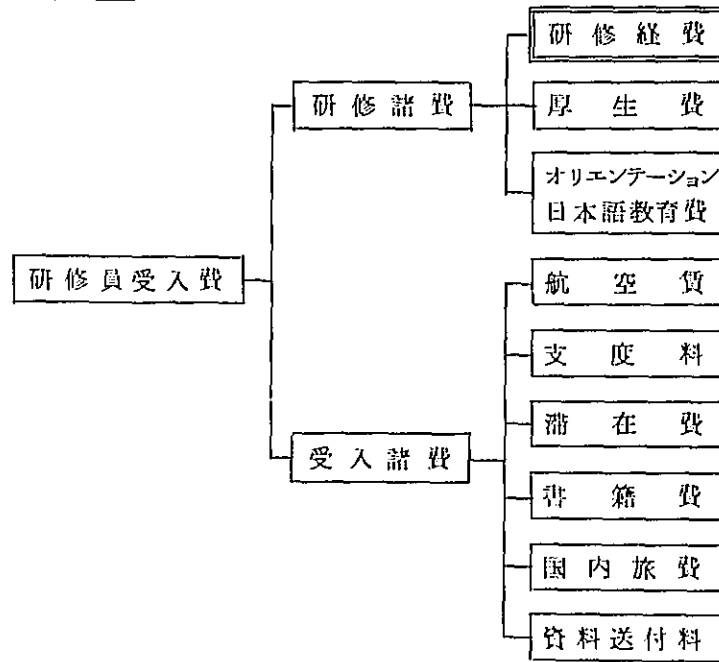 研修経費
研修諸費
厚生費
オリエンテーション
日本語教育費
研修員受入費
航空賃
支度料
滞在費
受入諸費
書籍費
国内旅費
資料送付料